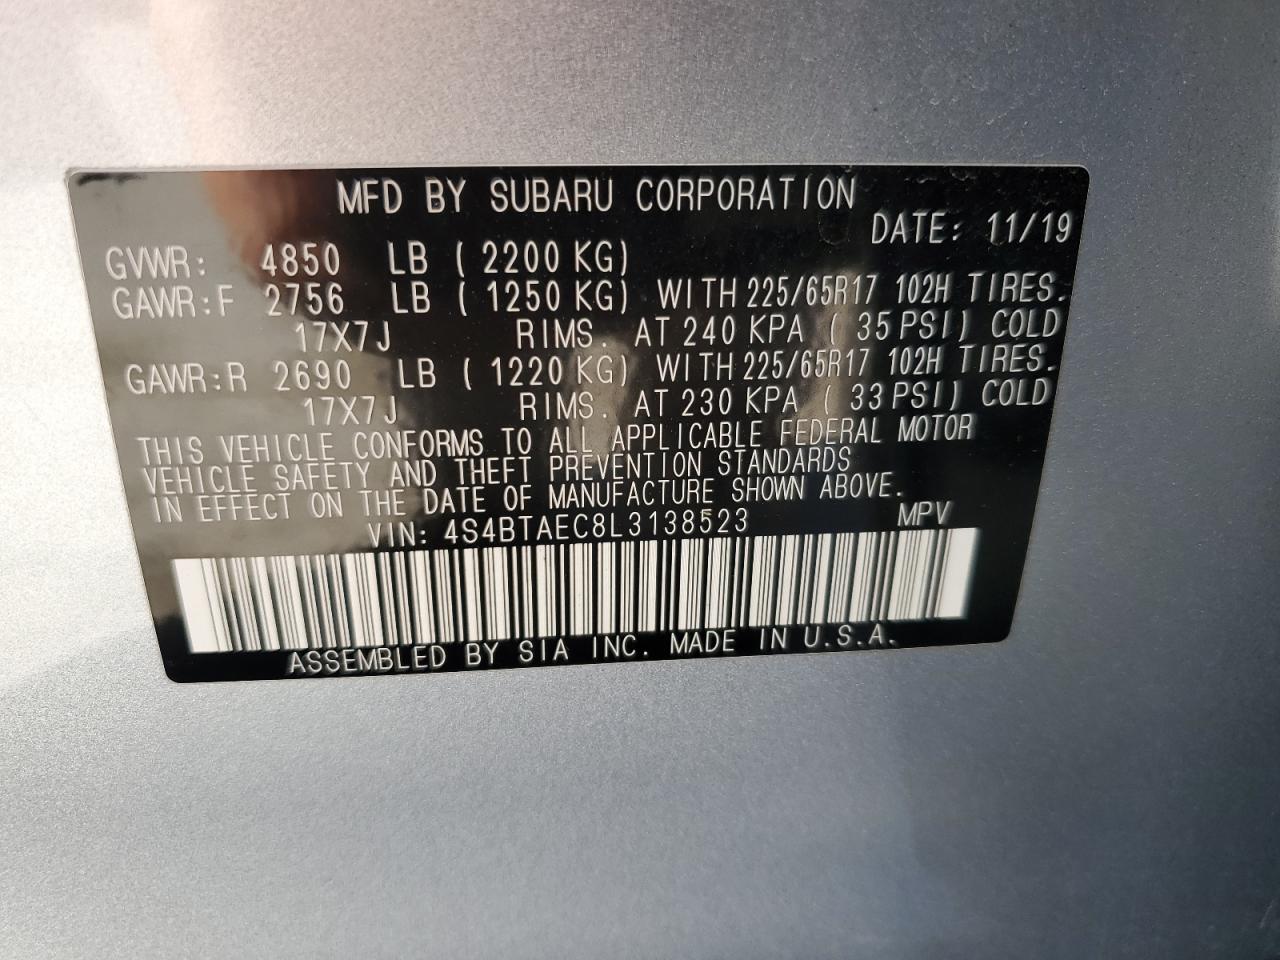 MFD BY SUBARU CORPORATION
DATE: 11/19
GVWR: 4850 LB ( 2200 KG)
GAWR:F 2756 LB ( 1250 KG) WITH 225/65R17 102H TIRES.
17X7J RIMS. AT 240 KPA ( 35 PSI) COLD
GAWR:R 2690 LB ( 1220 KG) WITH 225/65R17 102H TIRES.
17X7J RIMS. AT 230 KPA ( 33 PSI) COLD
THIS VEHICLE CONFORMS TO ALL APPLICABLE FEDERAL MOTOR
VEHICLE SAFETY AND THEFT PREVENTION STANDARDS
IN EFFECT ON THE DATE OF MANUFACTURE SHOWN ABOVE.
VIN: 4S4BTAEC8L3138523 MPV
ASSEMBLED BY SIA INC. MADE IN U.S.A.